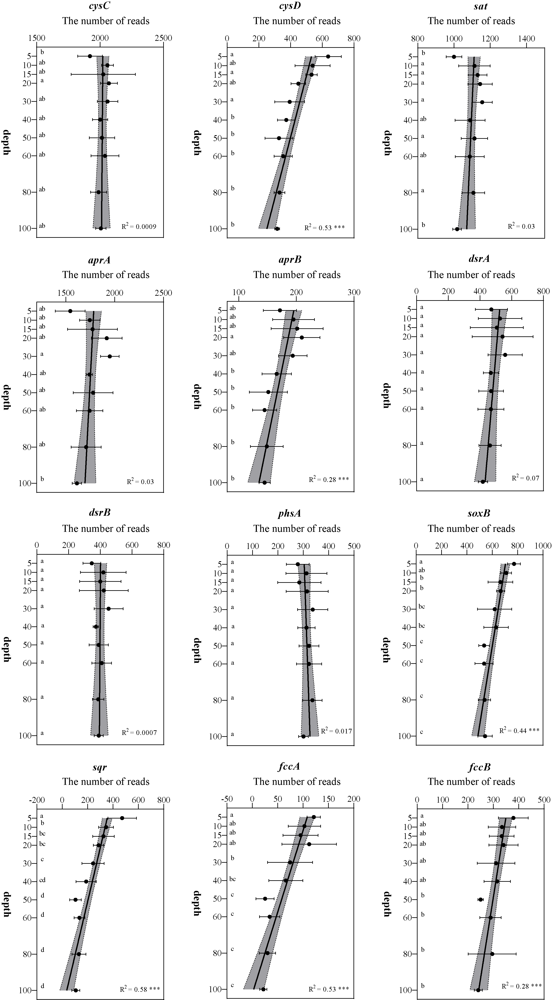 cysC
The number of reads
1500 2000 2500
depth
5 b
10 ab
15 ab
20 a
30 ab
40 ab
50 ab
60 ab
80 ab
100 ab
R² = 0.0009
cysD
The number of reads
0 200 400 600 800
depth
5 a
10 ab
15 a
20 ab
30 a
40 b
50 b
60 b
80 b
100 b
R² = 0.53 ***
sat
The number of reads
800 1000 1200 1400
depth
5 b
10 a
15 a
20 a
30 a
40 ab
50 a
60 ab
80 a
100 b
R² = 0.03
aprA
The number of reads
1500 2000 2500
depth
5 ab
10 ab
15 ab
20 ab
30 a
40 ab
50 ab
60 ab
80 ab
100 b
R² = 0.03
aprB
The number of reads
100 200 300
depth
5 ab
10 ab
15 ab
20 a
30 ab
40 b
50 b
60 b
80 b
100 b
R² = 0.28 ***
dsrA
The number of reads
0 200 400 600 800
depth
5 a
10 a
15 a
20 a
30 a
40 a
50 a
60 a
80 a
100 a
R² = 0.07
dsrB
The number of reads
0 200 400 600 800
depth
5 a
10 a
15 a
20 a
30 a
40 a
50 a
60 a
80 a
100 a
R² = 0.0007
phsA
The number of reads
0 100 200 300 400 500
depth
5 a
10 a
15 a
20 a
30 a
40 a
50 a
60 a
80 a
100 a
R² = 0.017
soxB
The number of reads
0 200 400 600 800 1000
depth
5 a
10 ab
15 b
20 b
30 bc
40 bc
50 c
60 c
80 c
100 c
R² = 0.44 ***
sqr
The number of reads
-200 0 200 400 600 800
depth
5 a
10 b
15 bc
20 bc
30 c
40 cd
50 d
60 d
80 d
100 d
R² = 0.58 ***
fccA
The number of reads
-50 0 50 100 150 200
depth
5 a
10 ab
15 ab
20 ab
30 b
40 bc
50 c
60 c
80 c
100 c
R² = 0.53 ***
fccB
The number of reads
0 100 200 300 400 500
depth
5 a
10 ab
15 ab
20 ab
30 ab
40 ab
50 b
60 b
80 b
100 b
R² = 0.28 ***